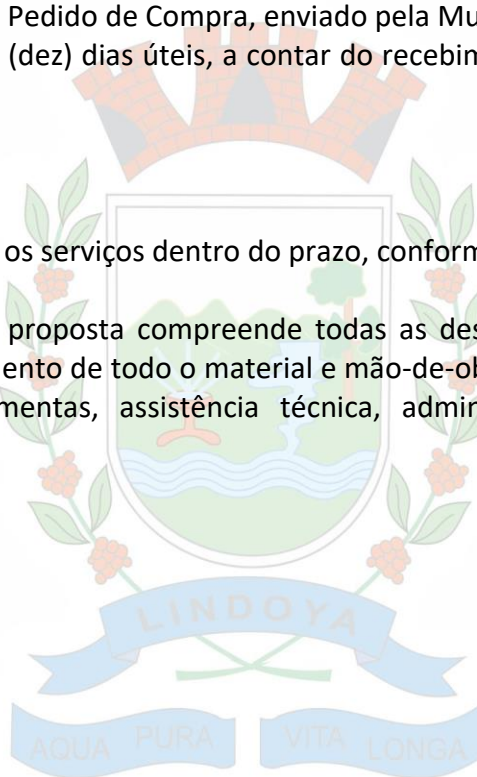 Pedido de Compra, enviado pela Mu
(dez) dias úteis, a contar do recebim
os serviços dentro do prazo, conform
proposta compreende todas as des
ento de todo o material e mão-de-ob
mentas, assistência técnica, admin
LINDOYA
AQUA PURA VITA LONGA